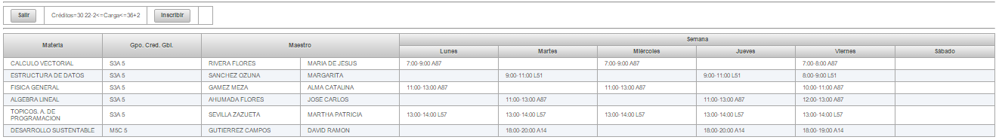 Salir Créditos=30 22-2<=Carga<=36+2 Inscribir
Materia Gpo. Cred. Gbl. Maestro Semana
Lunes Martes Miércoles Jueves Viernes Sábado
CALCULO VECTORIAL S3A 5 RIVERA FLORES MARIA DE JESUS 7:00-9:00 A87 7:00-9:00 A87 7:00-8:00 A87
ESTRUCTURA DE DATOS S3A 5 SANCHEZ OZUNA MARGARITA 9:00-11:00 L51 9:00-11:00 L51 8:00-9:00 L51
FISICA GENERAL S3A 5 GAMEZ MEZA ALMA CATALINA 11:00-13:00 A87 11:00-13:00 A87 10:00-11:00 A87
ALGEBRA LINEAL S3A 5 AHUMADA FLORES JOSE CARLOS 11:00-13:00 A87 11:00-13:00 A87 12:00-13:00 A87
TOPICOS. A. DE
PROGRAMACION S3A 5 SEVILLA ZAZUETA MARTHA PATRICIA 13:00-14:00 L57 13:00-14:00 L57 13:00-14:00 L57 13:00-14:00 L57 13:00-14:00 L57
DESARROLLO SUSTENTABLE M5C 5 GUTIERREZ CAMPOS DAVID RAMON 18:00-20:00 A14 18:00-20:00 A14 18:00-19:00 A14